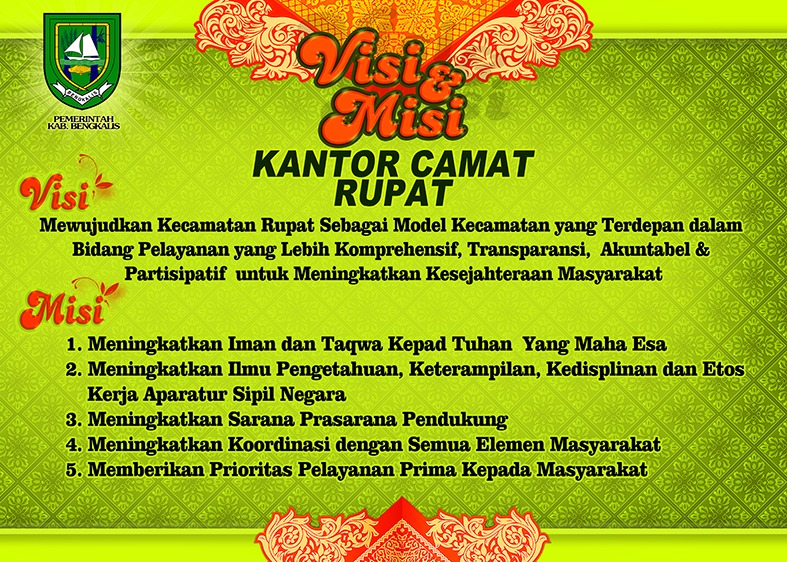 BENGKALIS
PEMERINTAH
KAB. BENGKALIS
Visi &
Misi
KANTOR CAMAT
RUPAT
Visi
Mewujudkan Kecamatan Rupat Sebagai Model Kecamatan yang Terdepan dalam
Bidang Pelayanan yang Lebih Komprehensif, Transparansi, Akuntabel &
Partisipatif untuk Meningkatkan Kesejahteraan Masyarakat
Misi
1. Meningkatkan Iman dan Taqwa Kepad Tuhan Yang Maha Esa
2. Meningkatkan Ilmu Pengetahuan, Keterampilan, Kedisplinan dan Etos
Kerja Aparatur Sipil Negara
3. Meningkatkan Sarana Prasarana Pendukung
4. Meningkatkan Koordinasi dengan Semua Elemen Masyarakat
5. Memberikan Prioritas Pelayanan Prima Kepada Masyarakat